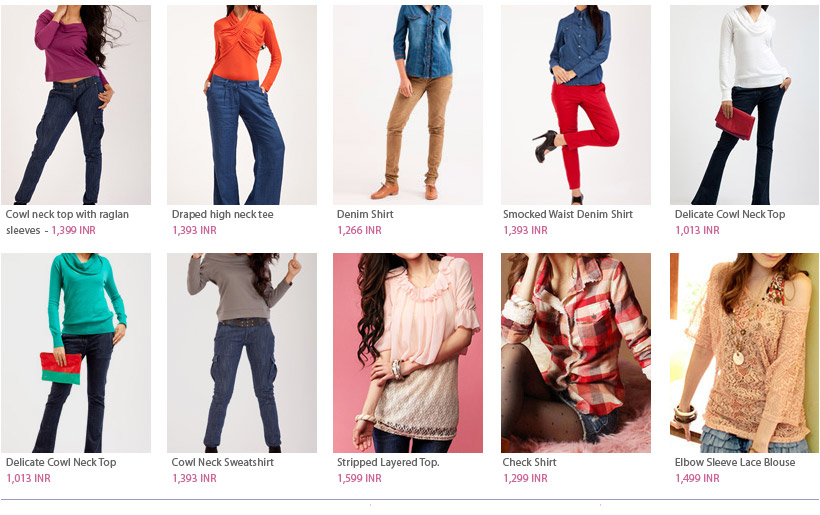 Cowl neck top with raglan
sleeves - 1,399 INR
Draped high neck tee
1,393 INR
Denim Shirt
1,266 INR
Smocked Waist Denim Shirt
1,393 INR
Delicate Cowl Neck Top
1,013 INR
Delicate Cowl Neck Top
1,013 INR
Cowl Neck Sweatshirt
1,393 INR
Stripped Layered Top.
1,599 INR
Check Shirt
1,299 INR
Elbow Sleeve Lace Blouse
1,499 INR